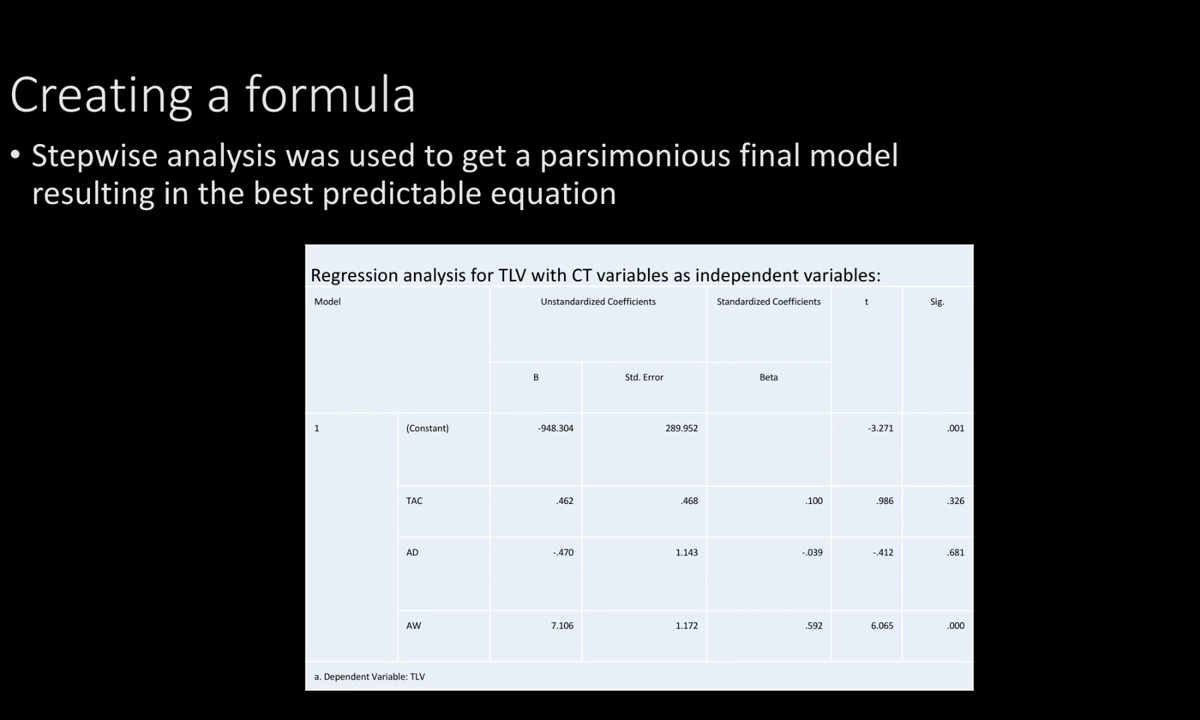 Creating a formula
• Stepwise analysis was used to get a parsimonious final model
resulting in the best predictable equation
Regression analysis for TLV with CT variables as independent variables:
Model Unstandardized Coefficients Standardized Coefficients t Sig.
B Std. Error Beta
1 (Constant) -948.304 289.952 -3.271 .001
TAC .462 .468 .100 .986 .326
AD -.470 1.143 -.039 -.412 .681
AW 7.106 1.172 .592 6.065 .000
a. Dependent Variable: TLV